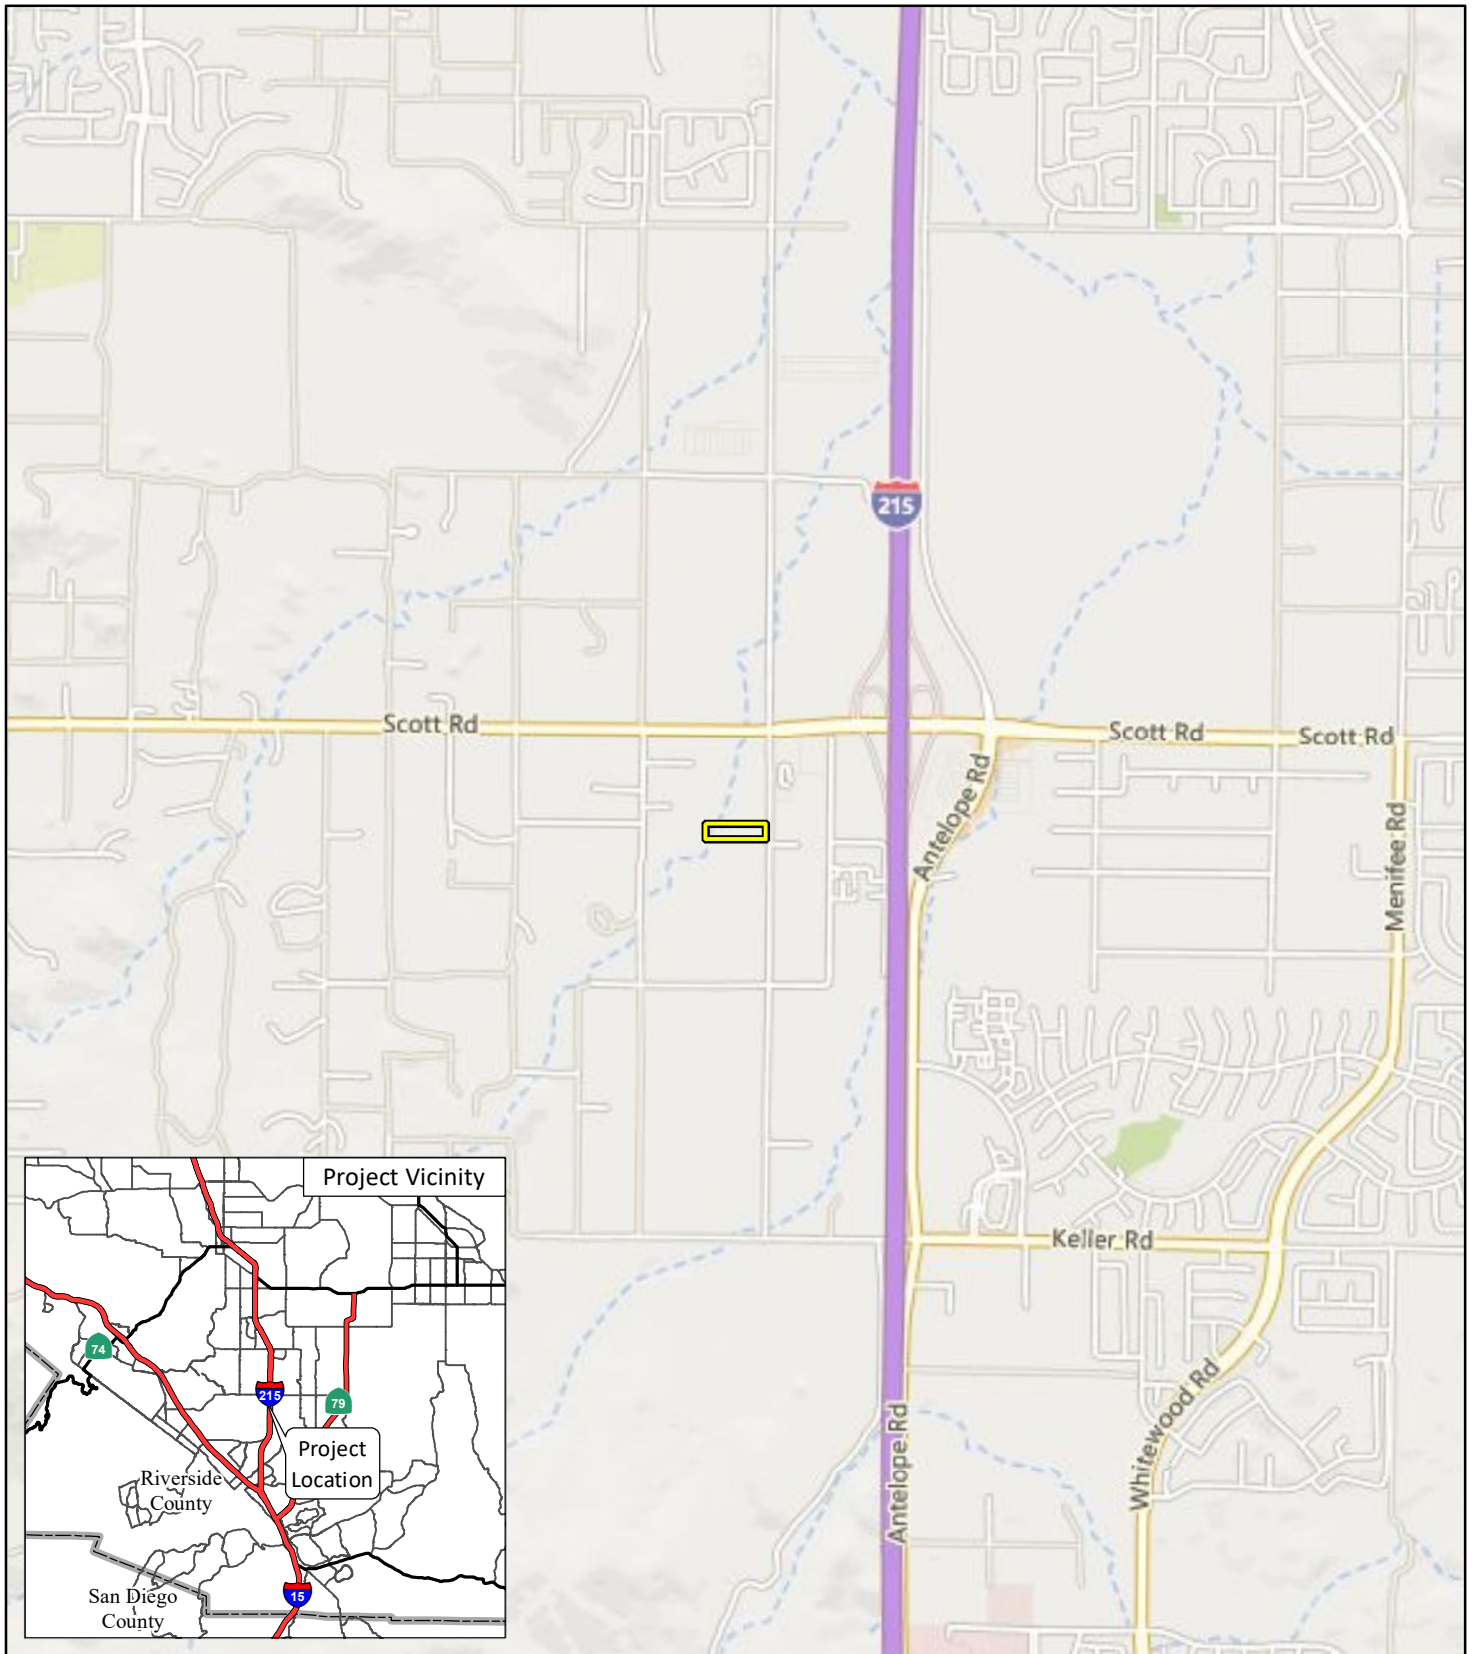 215
Scott Rd
Scott Rd
Scott Rd
Antelope Rd
Menifee Rd
Keller Rd
Whitewood Rd
Antelope Rd
Project Vicinity
74
215
79
Project
Location
Riverside
County
San Diego
County
15